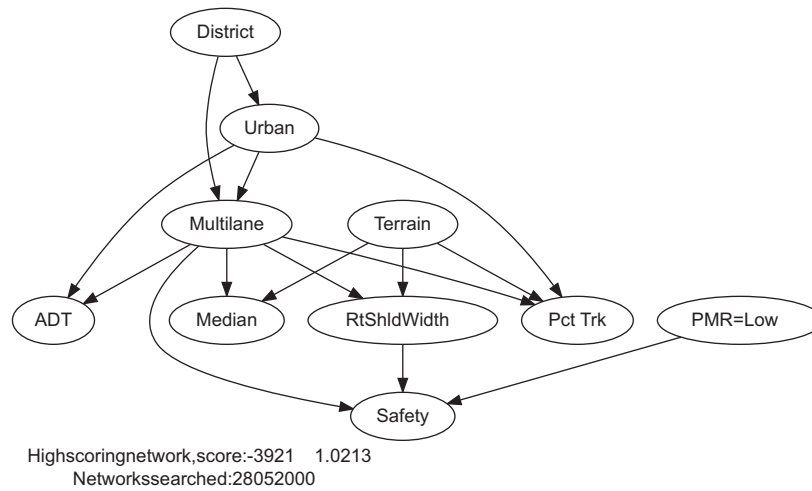 District
Urban
Multilane Terrain
ADT Median RtShldWidth Pct Trk PMR=Low
Safety
Highscoringnetwork,score:-3921 1.0213
Networkssearched:28052000